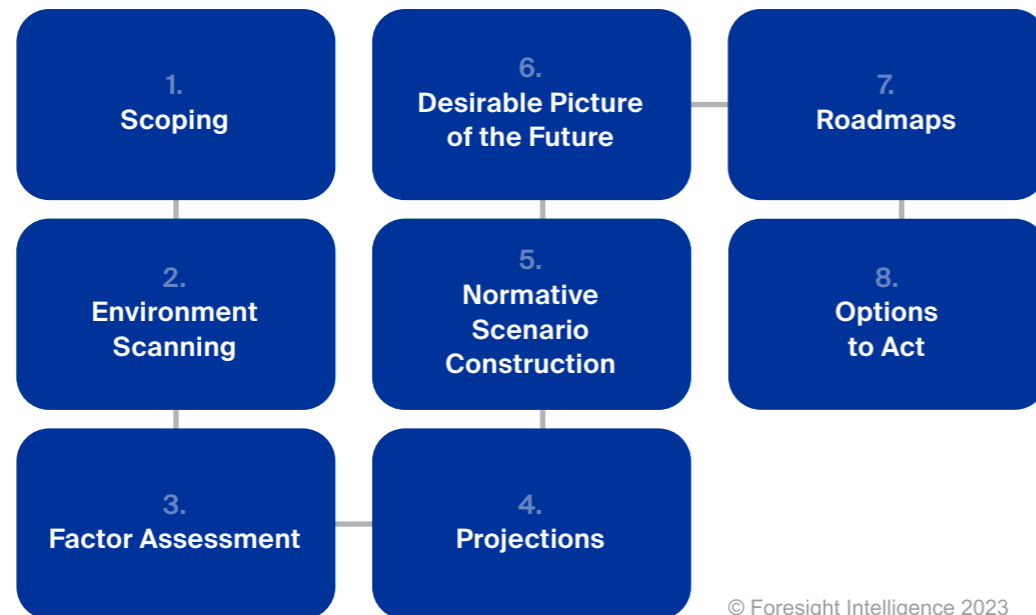 1.
Scoping
2.
Environment
Scanning
3.
Factor Assessment
4.
Projections
5.
Normative
Scenario
Construction
6.
Desirable Picture
of the Future
7.
Roadmaps
8.
Options
to Act
© Foresight Intelligence 2023